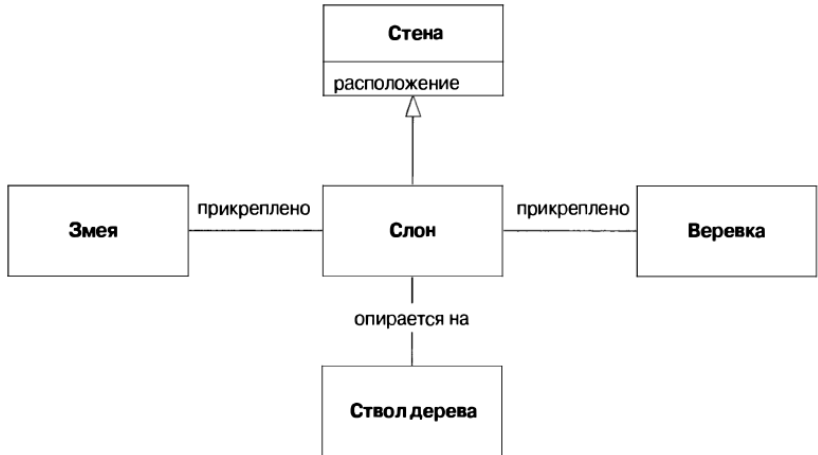 Стена
расположение
Змея
прикреплено
Слон
прикреплено
Веревка
опирается на
Ствол дерева